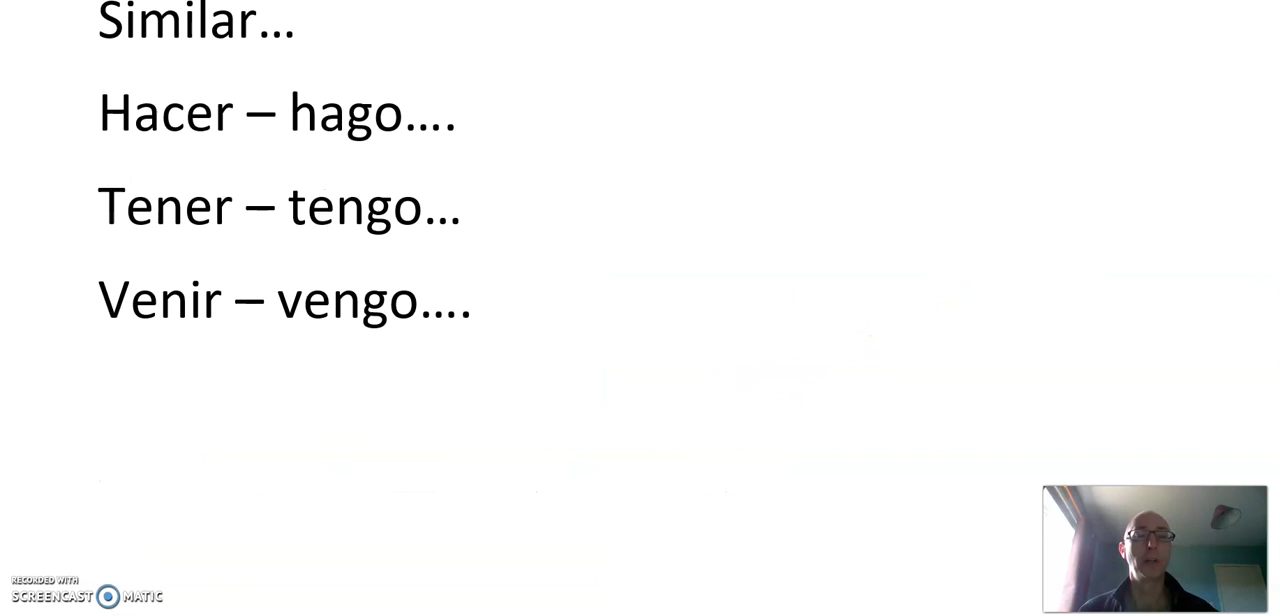 Similar...
Hacer – hago....
Tener – tengo...
Venir – vengo....
RECORDED WITH
SCREENCAST MATIC